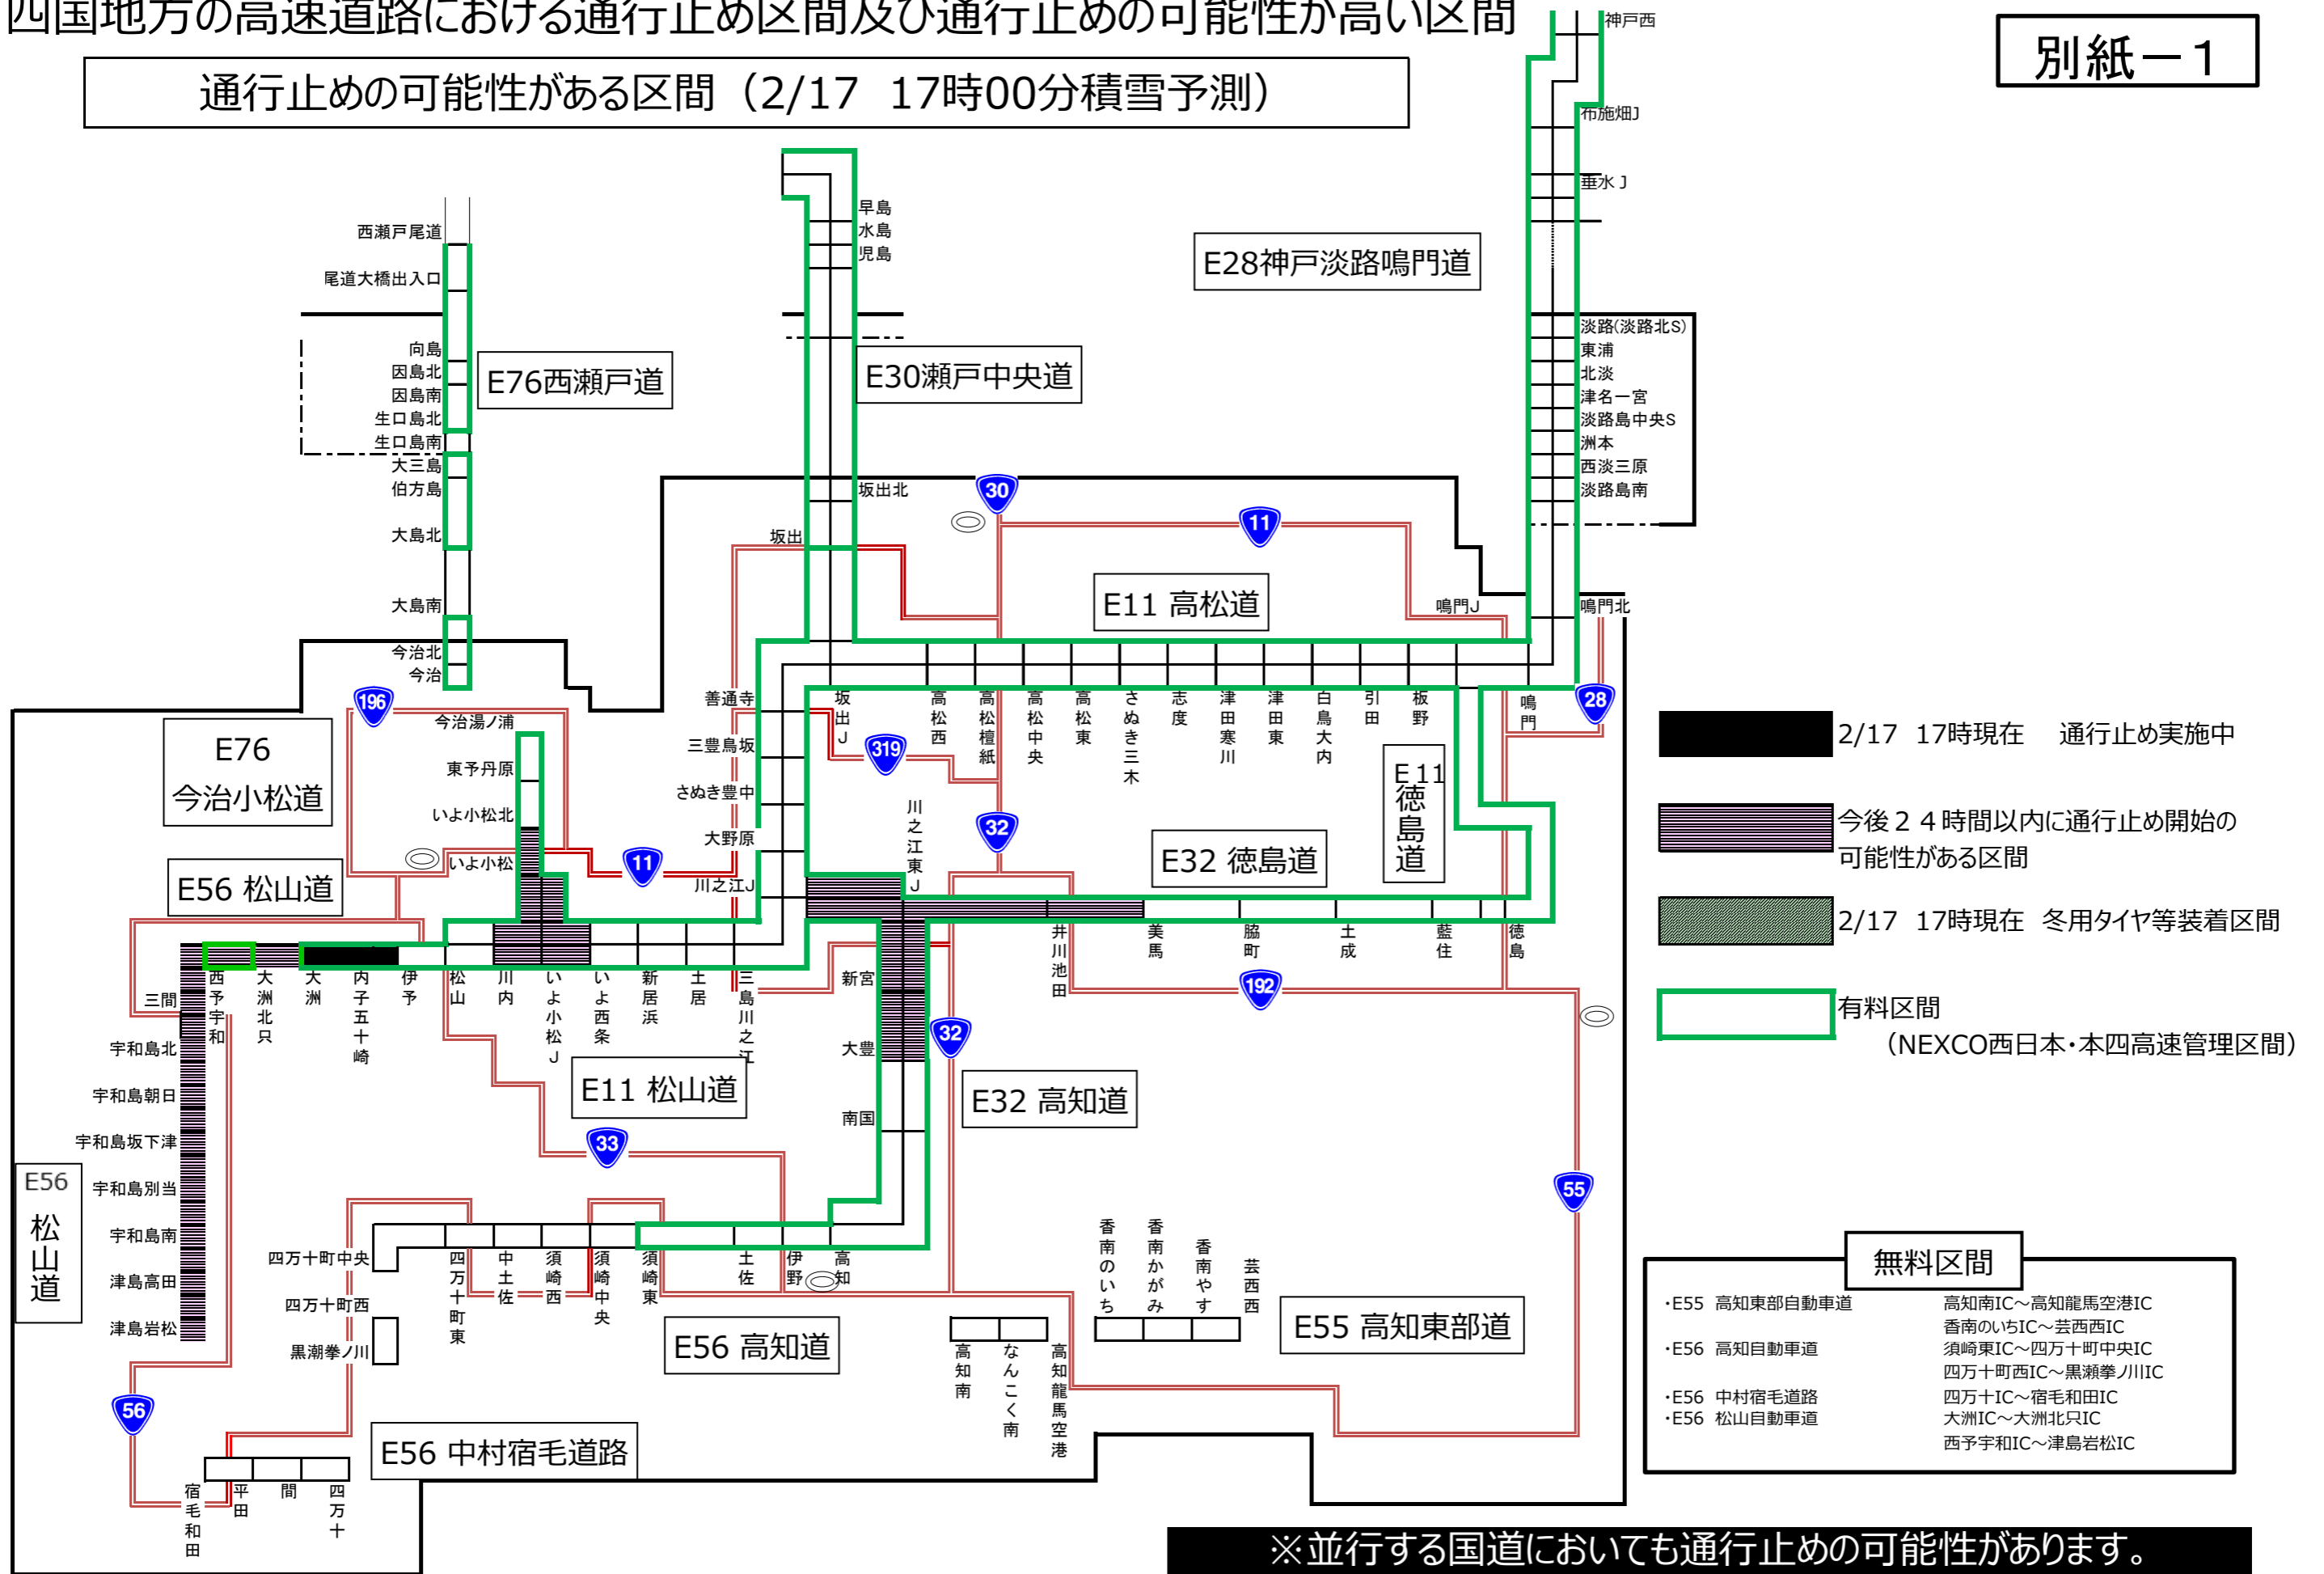 四国地方の高速道路における通行止め区間及び通行止めの可能性が高い区間
別紙－1
通行止めの可能性がある区間（2/17 17時00分積雪予測）
神戸西
布施畑J
垂水J
E28神戸淡路鳴門道
淡路(淡路北S)
東浦
北淡
津名一宮
淡路島中央S
洲本
西淡三原
淡路島南
鳴門北
鳴門J
早島
水島
児島
E30瀬戸中央道
坂出北
坂出
西瀬戸尾道
尾道大橋出入口
向島
因島北
因島南
生口島北
生口島南
大三島
伯方島
大島北
大島南
今治北
今治
E76西瀬戸道
30
11
E11 高松道
196
28
319
32
11
E76
今治小松道
今治湯ノ浦
東予丹原
いよ小松北
いよ小松
善通寺
三豊鳥坂
さぬき豊中
大野原
川之江J
坂出J
高松西
高松檀紙
高松中央
高松東
さぬき三木
志度
津田寒川
津田東
白鳥大内
引田
板野
鳴門
E11徳島道
川之江東J
E32 徳島道
E56 松山道
井川池田
美馬
脇町
土成
藍住
徳島
西予宇和
大洲北只
大洲
内子五十崎
伊予
松山
川内
いよ小松J
いよ西条
新居浜
土居
三島川之江
新宮
大豊
南国
192
32
33
55
56
E11 松山道
E32 高知道
三間
宇和島北
宇和島朝日
宇和島坂下津
宇和島別当
宇和島南
津島高田
津島岩松
E56
松山道
四万十町中央
四万十町西
黒潮拳ノ川
四万十町東
中土佐
須崎西
須崎中央
須崎東
土佐
伊野
高知
E56 高知道
香南のいち
香南かがみ
香南やす
芸西西
E55 高知東部道
高知南
なんこく南
高知龍馬空港
E56 中村宿毛道路
宿毛和田
平田
間
四万十
2/17 17時現在 通行止め実施中
今後２４時間以内に通行止め開始の
可能性がある区間
2/17 17時現在 冬用タイヤ等装着区間
有料区間
（NEXCO西日本・本四高速管理区間）
無料区間
・E55 高知東部自動車道 高知南IC～高知龍馬空港IC
香南のいちIC～芸西西IC
・E56 高知自動車道 須崎東IC～四万十町中央IC
四万十町西IC～黒瀬拳ノ川IC
・E56 中村宿毛道路 四万十IC～宿毛和田IC
・E56 松山自動車道 大洲IC～大洲北只IC
西予宇和IC～津島岩松IC
※並行する国道においても通行止めの可能性があります。